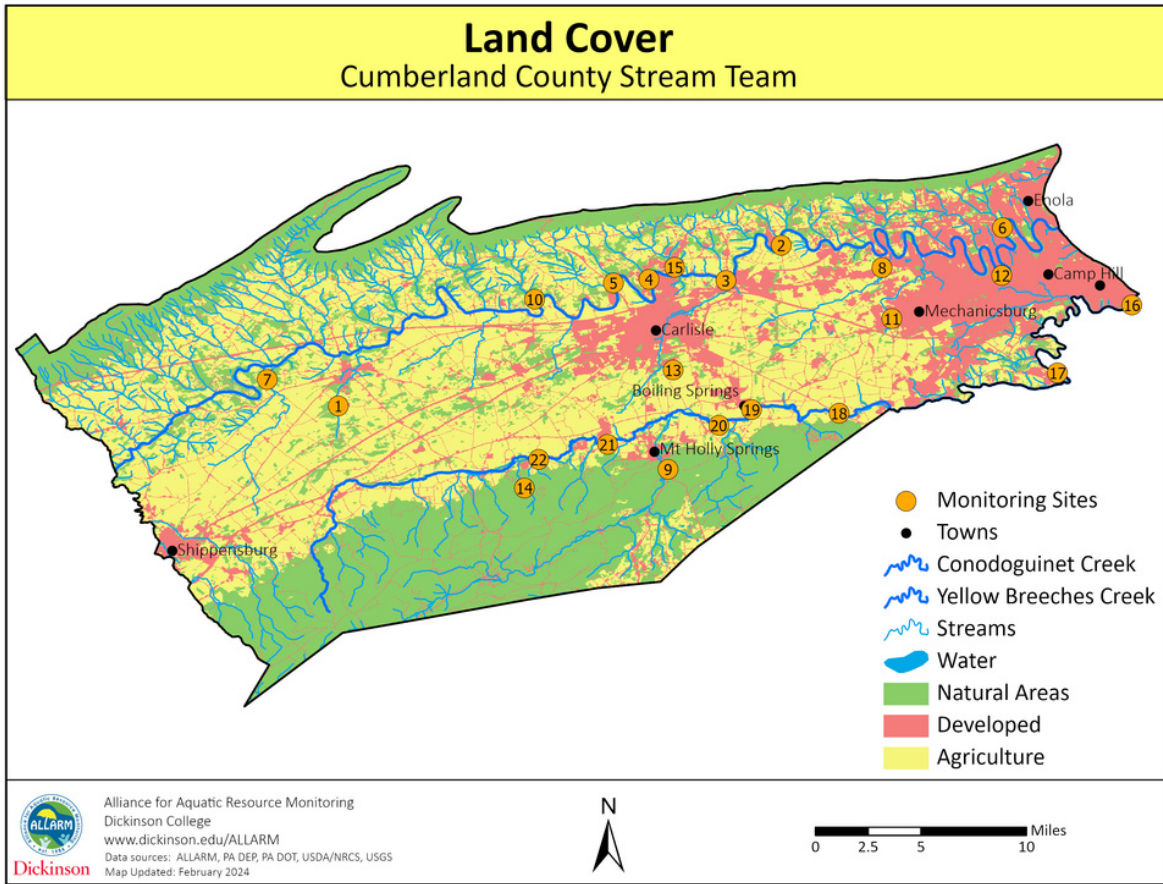 Land Cover
Cumberland County Stream Team
Enola
6
2
15
8
12
Camp Hill
5
4
3
10
16
11
Mechanicsburg
Carlisle
13
17
7
Boiling Springs
1
19
18
20
21
Mt Holly Springs
22
9
14
Shippensburg
Monitoring Sites
Towns
Conodoguinet Creek
Yellow Breeches Creek
Streams
Water
Natural Areas
Developed
Agriculture
ALLARM
Dickinson
Alliance for Aquatic Resource Monitoring
Dickinson College
www.dickinson.edu/ALLARM
Data sources: ALLARM, PA DEP, PA DOT, USDA/NRCS, USGS
Map Updated: February 2024
N
Miles
0 2.5 5 10